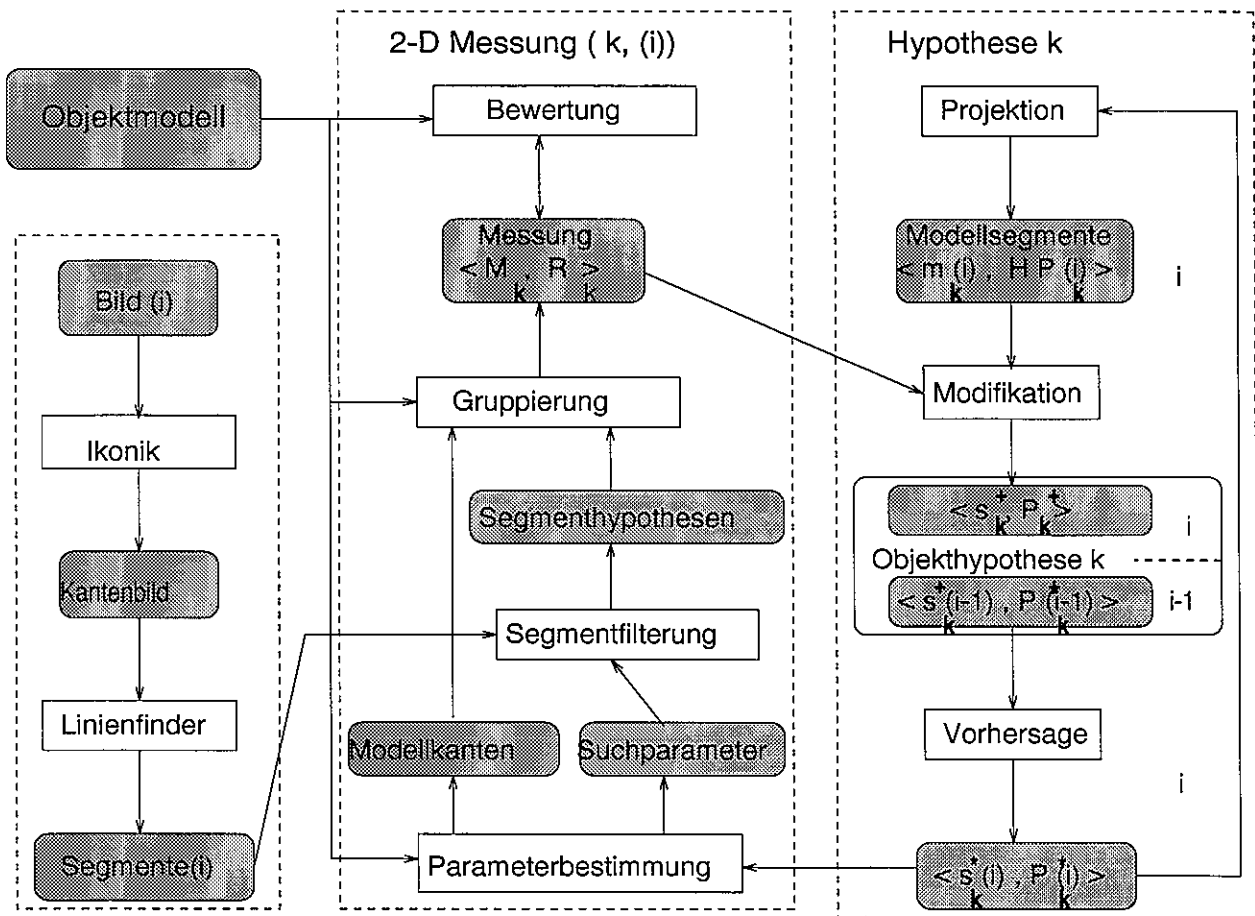 2-D Messung ( k, (i))
Hypothese k
Objektmodell
Bewertung
Projektion
Messung
< M , R >
k k
Modellsegmente
< m (i) , H P (i) >
k k
i
Bild (i)
Modifikation
Gruppierung
Ikonik
< s+ , P+ >
k k
i
Segmenthypothesen
Objekthypothese k
Kantenbild
< s+(i-1) , P (i-1) >
k k
i-1
Segmentfilterung
Linienfinder
Modellkanten
Suchparameter
Vorhersage
i
Segmente(i)
Parameterbestimmung
< s*(i) , P*(i) >
k k